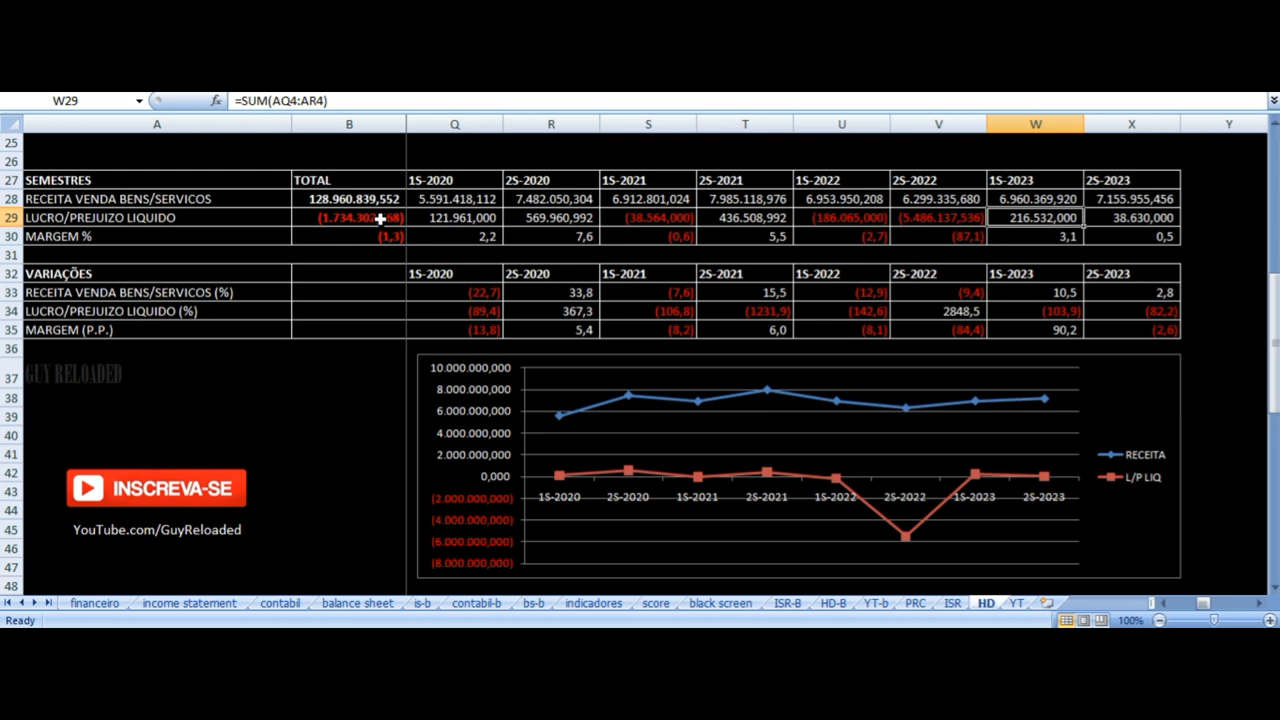 W29 fx =SUM(AQ4:AR4)
A B Q R S T U V W X Y
25
26
27 SEMESTRES TOTAL 1S-2020 2S-2020 1S-2021 2S-2021 1S-2022 2S-2022 1S-2023 2S-2023
28 RECEITA VENDA BENS/SERVICOS 128.960.839,552 5.591.418,112 7.482.050,304 6.912.801,024 7.985.118,976 6.953.950,208 6.299.335,680 6.960.369,920 7.155.955,456
29 LUCRO/PREJUIZO LIQUIDO 121.961,000 569.960,992 (38.564,000) 436.508,992 (186.065,000) (5.486.137,536) 216.532,000 38.630,000
30 MARGEM % (1,3) 2,2 7,6 (0,6) 5,5 (2,7) (87,1) 3,1 0,5
31
32 VARIAÇÕES 1S-2020 2S-2020 1S-2021 2S-2021 1S-2022 2S-2022 1S-2023 2S-2023
33 RECEITA VENDA BENS/SERVICOS (%) (22,7) 33,8 (7,6) 15,5 (12,9) (9,4) 10,5 2,8
34 LUCRO/PREJUIZO LIQUIDO (%) (89,4) 367,3 (106,8) (1231,9) (142,6) 2848,5 (103,9) (82,2)
35 MARGEM (P.P.) (13,8) 5,4 (8,2) 6,0 (8,1) (84,4) 90,2 (2,6)
36
37 GUY RELOADED
38
39
40
41
42
43
44
45
46
47
48
INSCREVA-SE
YouTube.com/GuyReloaded
10.000.000,000
8.000.000,000
6.000.000,000
4.000.000,000
2.000.000,000
0,000
(2.000.000,000)
(4.000.000,000)
(6.000.000,000)
(8.000.000,000)
1S-2020 2S-2020 1S-2021 2S-2021 1S-2022 2S-2022 1S-2023 2S-2023
RECEITA
L/P LIQ
financeiro income statement contabil balance sheet is-b contabil-b bs-b indicadores score black screen ISR-B HD-B YT-b PRC ISR HD YT
Ready 100%